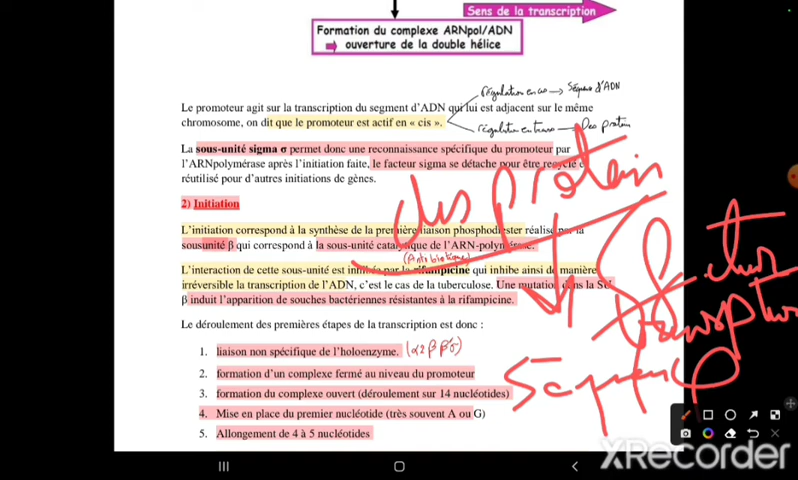 Sens de la transcription
Formation du complexe ARNpol/ADN
ouverture de la double hélice
régulation en cis → Séquence d'ADN
Le promoteur agit sur la transcription du segment d'ADN qui lui est adjacent sur le même
chromosome, on dit que le promoteur est actif en « cis ».
régulation en trans → Des protein
La sous-unité sigma σ permet donc une reconnaissance spécifique du promoteur par
l'ARNpolymérase après l'initiation faite, le facteur sigma se détache pour être recyclé
réutilisé pour d'autres initiations de gènes.
des protein
2) Initiation
L'initiation correspond à la synthèse de la première liaison phosphodiester réalisé par la
sousunité β qui correspond à la sous-unité catalytique de l'ARN-polymérase.
(Antibiotique)
L'interaction de cette sous-unité est inhibée par la rifampicine qui inhibe ainsi de manière
irréversible la transcription de l'ADN, c'est le cas de la tuberculose. Une mutation dans la
β induit l'apparition de souches bactériennes résistantes à la rifampicine.
Le déroulement des premières étapes de la transcription est donc :
1. liaison non spécifique de l'holoenzyme. (α2 β β'σ)
2. formation d'un complexe fermé au niveau du promoteur
3. formation du complexe ouvert (déroulement sur 14 nucléotides)
4. Mise en place du premier nucléotide (très souvent A ou G)
5. Allongement de 4 à 5 nucléotides
XRecorder